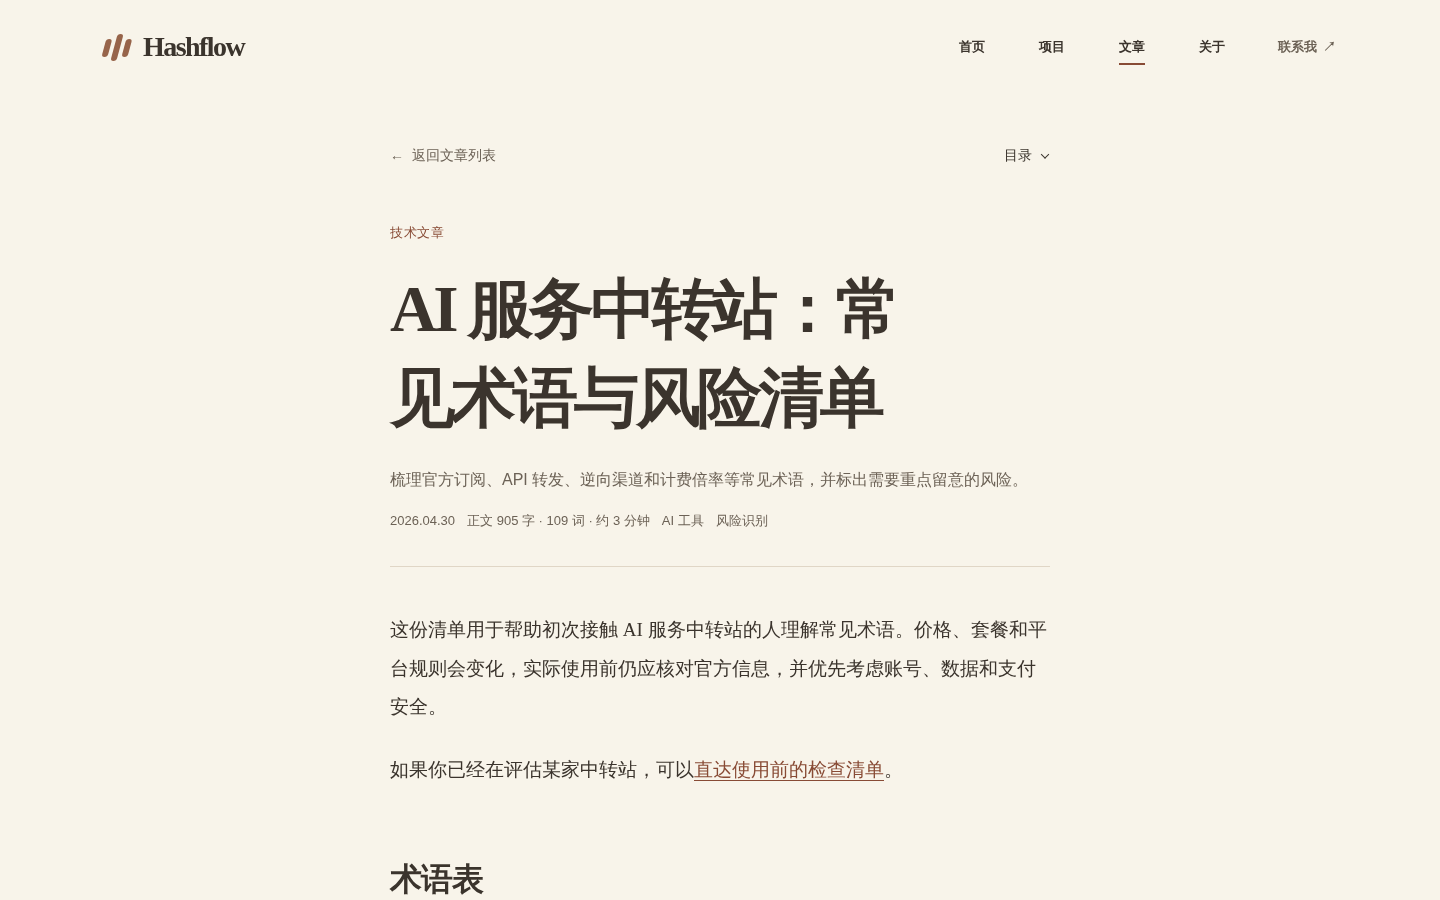 Hashflow
首页 项目 文章 关于 联系我 ↗
← 返回文章列表 目录
技术文章
AI 服务中转站：常
见术语与风险清单
梳理官方订阅、API 转发、逆向渠道和计费倍率等常见术语，并标出需要重点留意的风险。
2026.04.30 正文 905 字 · 109 词 · 约 3 分钟 AI 工具 风险识别
这份清单用于帮助初次接触 AI 服务中转站的人理解常见术语。价格、套餐和平
台规则会变化，实际使用前仍应核对官方信息，并优先考虑账号、数据和支付
安全。
如果你已经在评估某家中转站，可以直达使用前的检查清单。
术语表